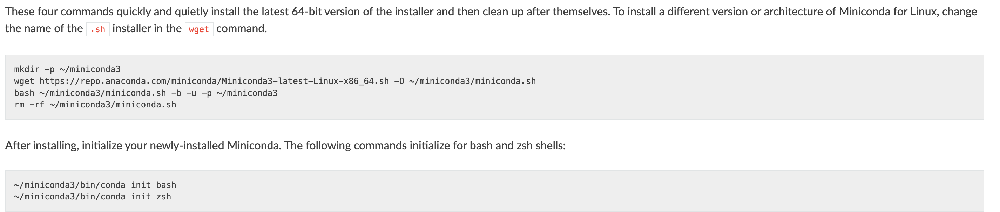 These four commands quickly and quietly install the latest 64-bit version of the installer and then clean up after themselves. To install a different version or architecture of Miniconda for Linux, change
the name of the .sh installer in the wget command.
mkdir -p ~/miniconda3
wget https://repo.anaconda.com/miniconda/Miniconda3-latest-Linux-x86_64.sh -O ~/miniconda3/miniconda.sh
bash ~/miniconda3/miniconda.sh -b -u -p ~/miniconda3
rm -rf ~/miniconda3/miniconda.sh
After installing, initialize your newly-installed Miniconda. The following commands initialize for bash and zsh shells:
~/miniconda3/bin/conda init bash
~/miniconda3/bin/conda init zsh